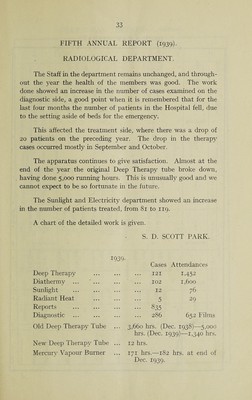 33
FIFTH ANNUAL REPORT (1939).
RADIOLOGICAL DEPARTMENT.
The Staff in the department remains unchanged, and through-
out the year the health of the members was good. The work
done showed an increase in the number of cases examined on the
diagnostic side, a good point when it is remembered that for the
last four months the number of patients in the Hospital fell, due
to the setting aside of beds for the emergency.
This affected the treatment side, where there was a drop of
20 patients on the preceding year. The drop in the therapy
cases occurred mostly in September and October.
The apparatus continues to give satisfaction. Almost at the
end of the year the original Deep Therapy tube broke down,
having done 5,000 running hours. This is unusually good and we
cannot expect to be so fortunate in the future.
The Sunlight and Electricity department showed an increase
in the number of patients treated, from 81 to 119.
A chart of the detailed work is given.
S. D. SCOTT PARK.
1939.
Cases Attendances
Deep Therapy ... ... ... 121 1,452
Diathermy ... ... ... ... 102 1,600
Sunlight ... ... ... ... 12 76
Radiant Heat ... ... ... 5 29
Reports ... ... ... ... 835
Diagnostic ... ... ... ... 286 652 Films
Old Deep Therapy Tube ... 3,660 hrs. (Dec. 1938)—5,000
hrs. (Dec. 1939)—1,340 hrs.
New Deep Therapy Tube ... 12 hrs.
Mercury Vapour Burner ... 171 hrs.—182 hrs. at end of
Dec. 1939.